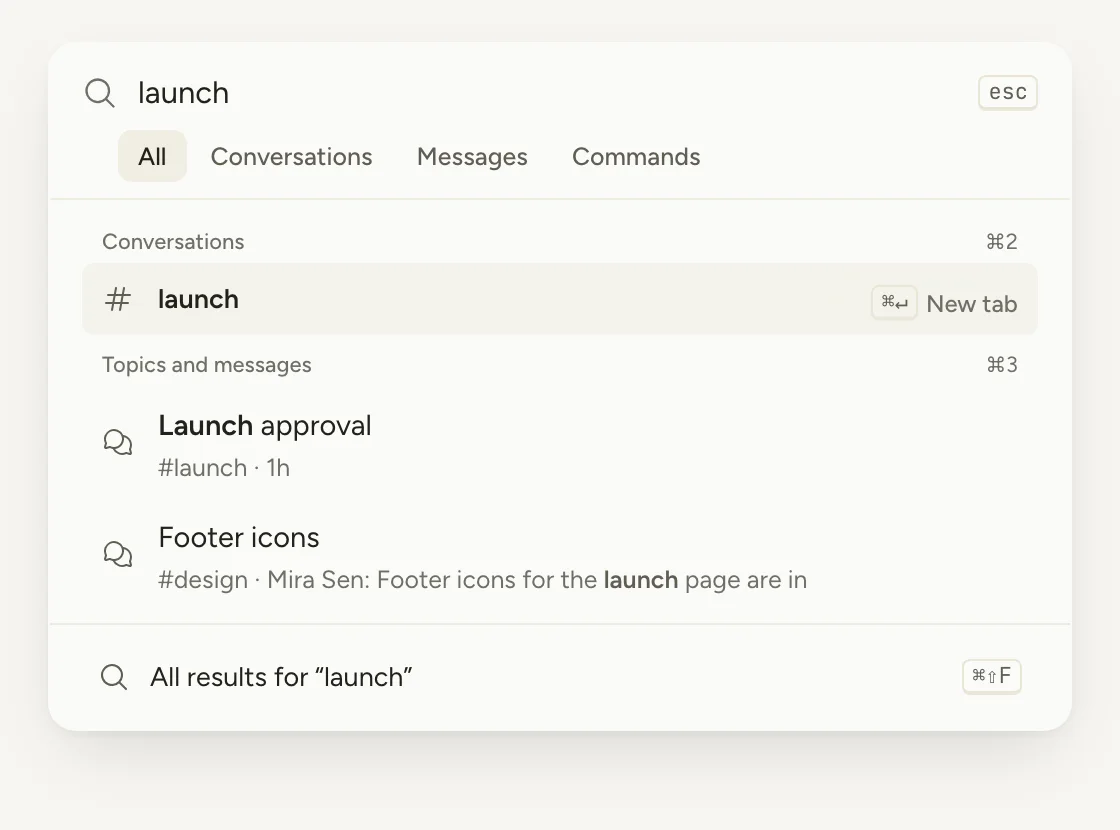 launch
esc
All Conversations Messages Commands
Conversations ⌘2
# launch ⌘↵ New tab
Topics and messages ⌘3
Launch approval
#launch · 1h
Footer icons
#design · Mira Sen: Footer icons for the launch page are in
All results for “launch” ⌘⇧F